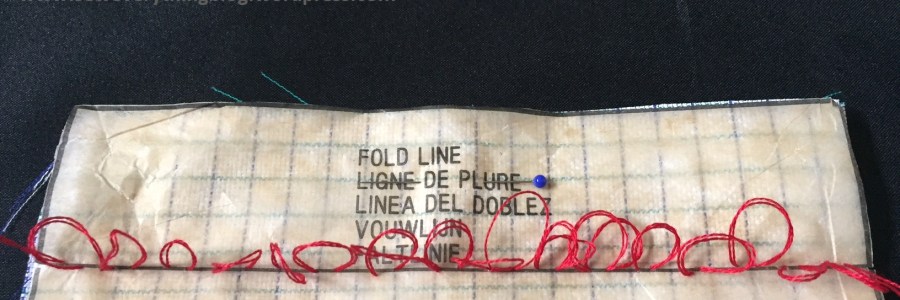 FOLD LINE
LIGNE DE PLURE
LINEA DEL DOBLEZ
VOUWLIJN